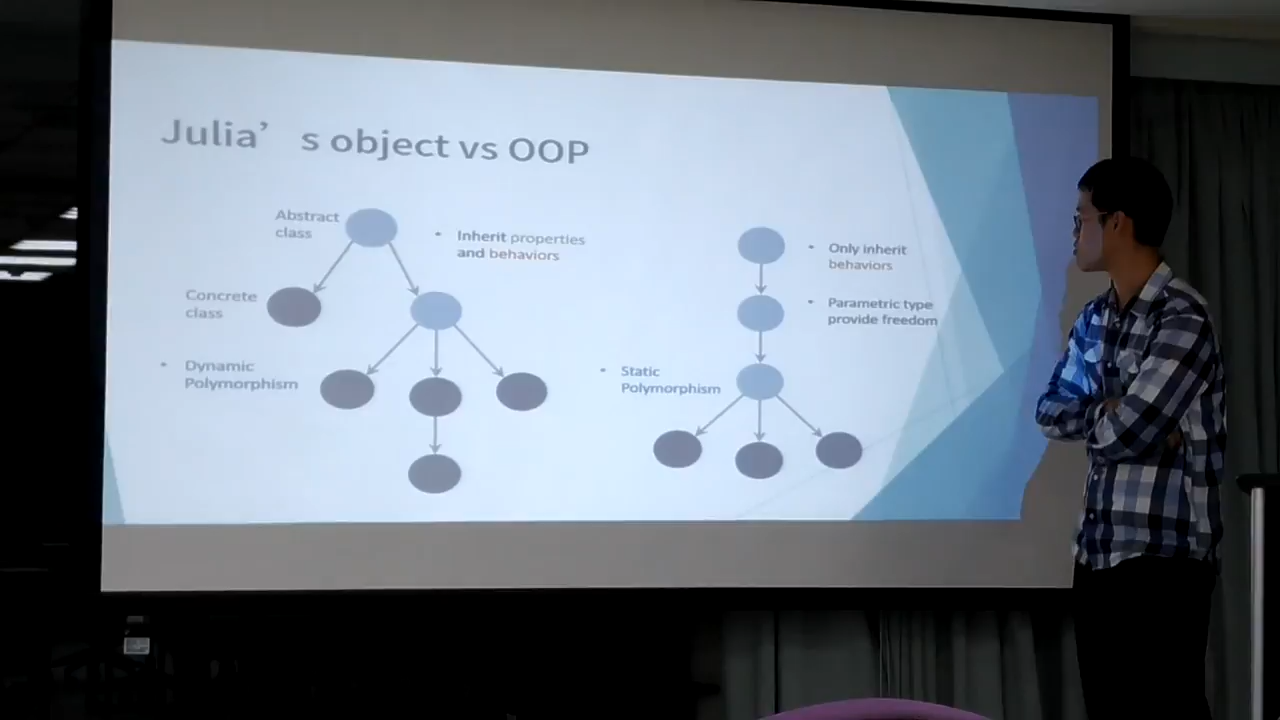 Julia’ s object vs OOP
Abstract
class
• Inherit properties
and behaviors
Concrete
class
• Dynamic
Polymorphism
• Only inherit
behaviors
• Parametric type
provide freedom
• Static
Polymorphism